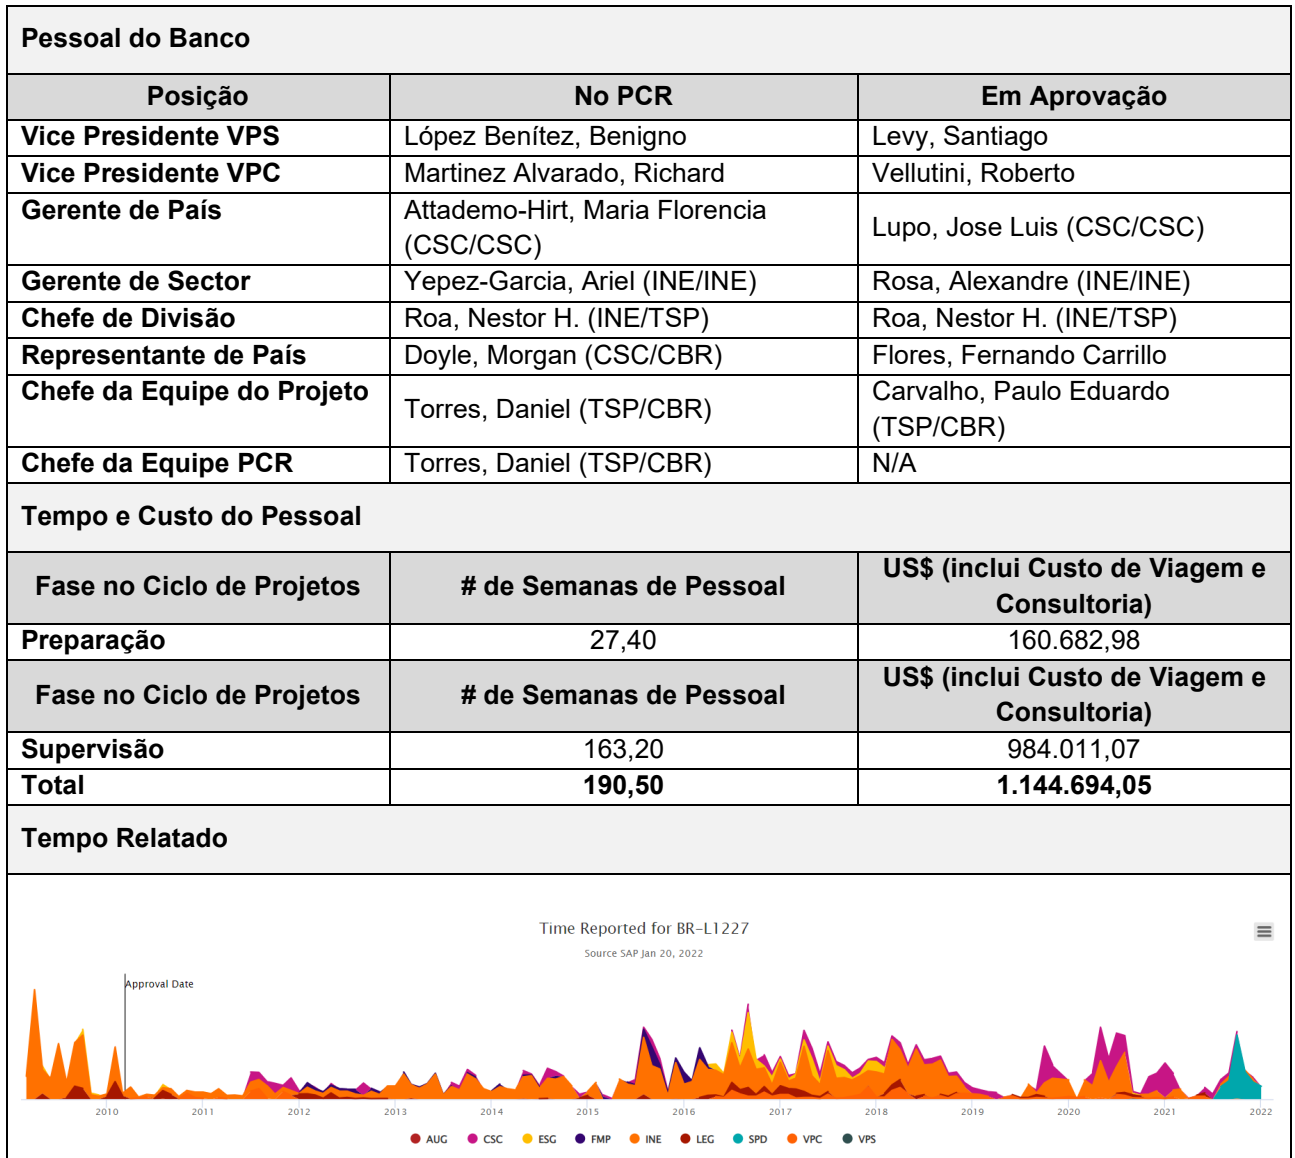 Pessoal do Banco
Posição No PCR Em Aprovação
Vice Presidente VPS López Benítez, Benigno Levy, Santiago
Vice Presidente VPC Martinez Alvarado, Richard Vellutini, Roberto
Gerente de País Attademo-Hirt, Maria Florencia
(CSC/CSC) Lupo, Jose Luis (CSC/CSC)
Gerente de Sector Yepez-Garcia, Ariel (INE/INE) Rosa, Alexandre (INE/INE)
Chefe de Divisão Roa, Nestor H. (INE/TSP) Roa, Nestor H. (INE/TSP)
Representante de País Doyle, Morgan (CSC/CBR) Flores, Fernando Carrillo
Chefe da Equipe do Projeto Torres, Daniel (TSP/CBR) Carvalho, Paulo Eduardo
(TSP/CBR)
Chefe da Equipe PCR Torres, Daniel (TSP/CBR) N/A
Tempo e Custo do Pessoal
Fase no Ciclo de Projetos # de Semanas de Pessoal US$ (inclui Custo de Viagem e
Consultoria)
Preparação 27,40 160.682,98
Fase no Ciclo de Projetos # de Semanas de Pessoal US$ (inclui Custo de Viagem e
Consultoria)
Supervisão 163,20 984.011,07
Total 190,50 1.144.694,05
Tempo Relatado
Time Reported for BR-L1227
Source SAP Jan 20, 2022
Approval Date
2010 2011 2012 2013 2014 2015 2016 2017 2018 2019 2020 2021 2022
AUG CSC ESG FMP INE LEG SPD VPC VPS